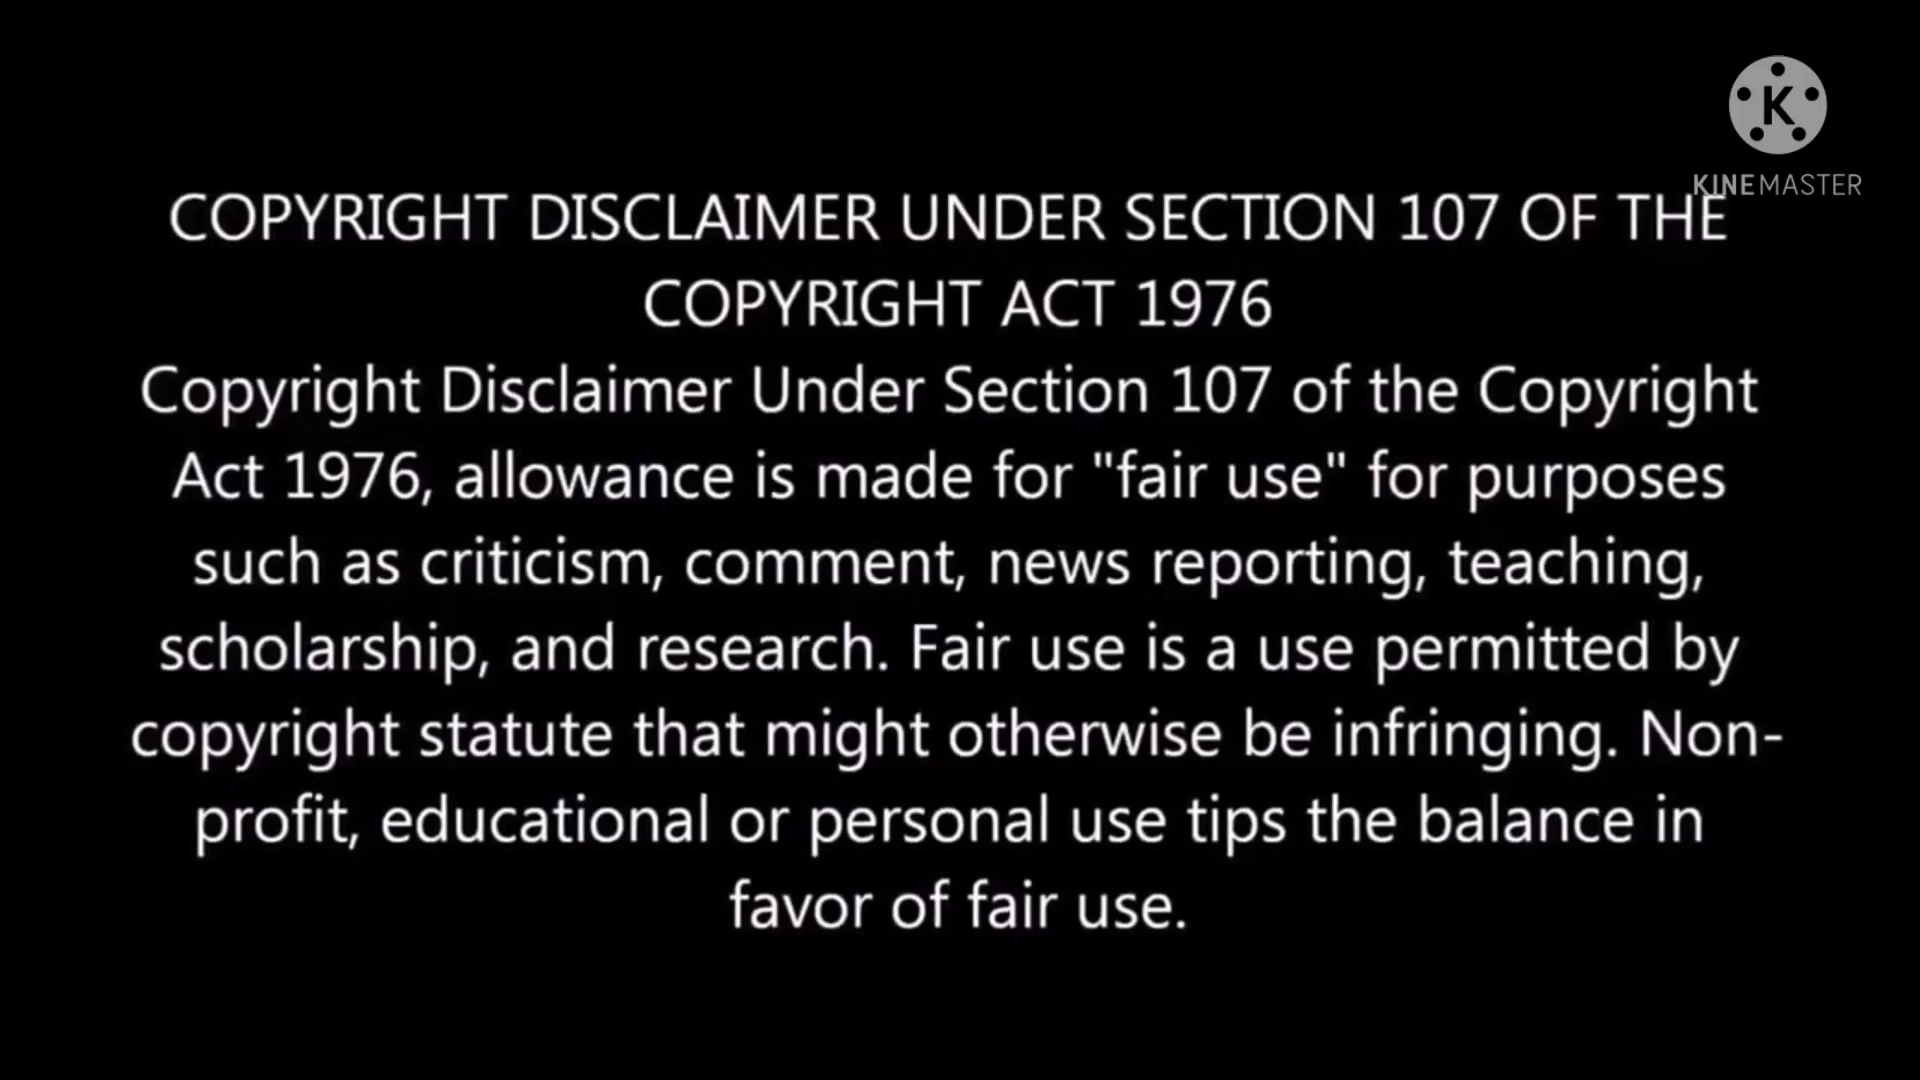 K
KINEMASTER
COPYRIGHT DISCLAIMER UNDER SECTION 107 OF THE
COPYRIGHT ACT 1976
Copyright Disclaimer Under Section 107 of the Copyright
Act 1976, allowance is made for "fair use" for purposes
such as criticism, comment, news reporting, teaching,
scholarship, and research. Fair use is a use permitted by
copyright statute that might otherwise be infringing. Non-
profit, educational or personal use tips the balance in
favor of fair use.